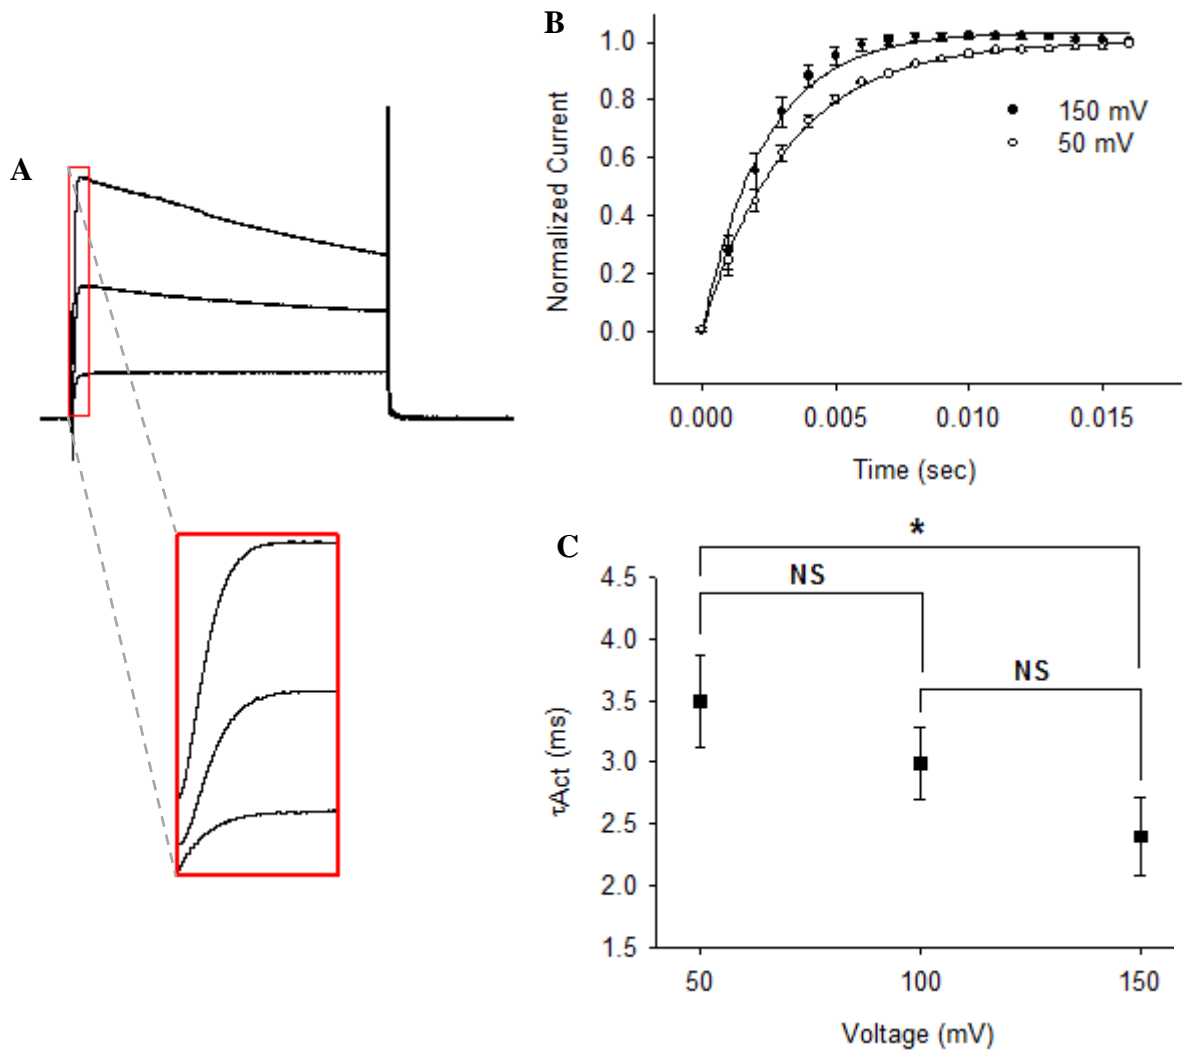 A
B
Normalized Current
1.0
0.8
0.6
0.4
0.2
0.0
150 mV
50 mV
0.000 0.005 0.010 0.015
Time (sec)
C
*
NS
NS
τAct (ms)
4.5
4.0
3.5
3.0
2.5
2.0
1.5
50 100 150
Voltage (mV)